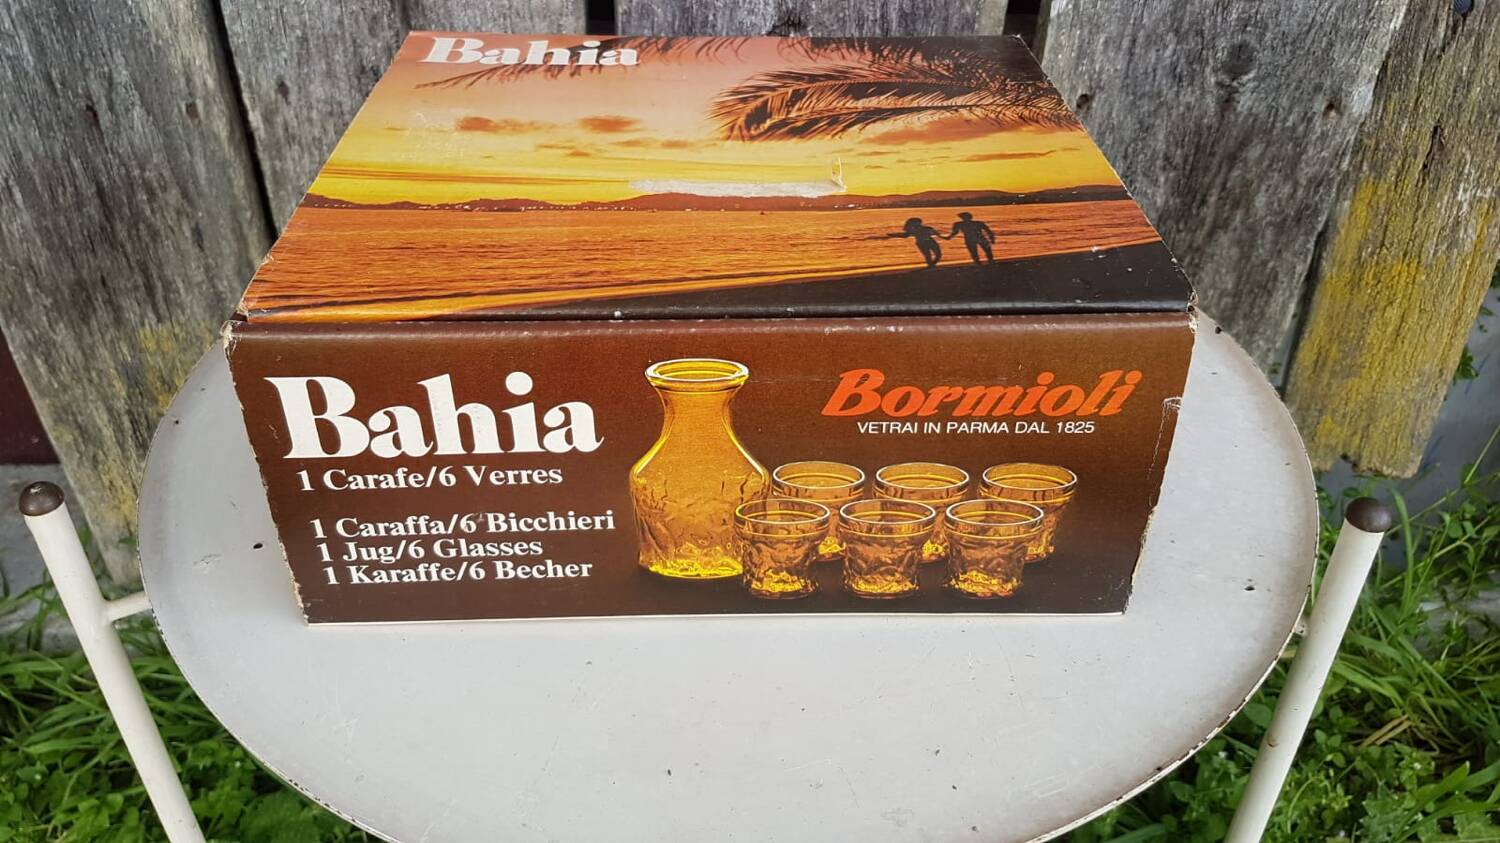 Bahia
Bahia
1 Carafe/6 Verres
1 Caraffa/6 Bicchieri
1 Jug/6 Glasses
1 Karaffe/6 Becher
Bormioli
VETRAI IN PARMA DAL 1825